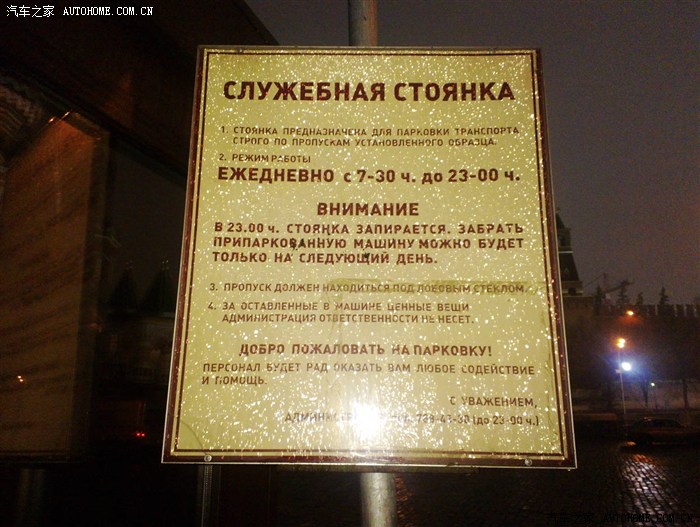 汽车之家 AUTOHOME.COM.CN
СЛУЖЕБНАЯ СТОЯНКА
1. СТОЯНКА ПРЕДНАЗНАЧЕНА ДЛЯ ПАРКОВКИ ТРАНСПОРТА
СТРОГО ПО ПРОПУСКАМ УСТАНОВЛЕННОГО ОБРАЗЦА.
2. РЕЖИМ РАБОТЫ
ЕЖЕДНЕВНО с 7-30 ч. до 23-00 ч.
ВНИМАНИЕ
В 23.00 ч. СТОЯНКА ЗАПИРАЕТСЯ. ЗАБРАТЬ
ПРИПАРКОВАННУЮ МАШИНУ МОЖНО БУДЕТ
ТОЛЬКО НА СЛЕДУЮЩИЙ ДЕНЬ.
3. ПРОПУСК ДОЛЖЕН НАХОДИТЬСЯ ПОД ЛОБОВЫМ СТЕКЛОМ.
4. ЗА ОСТАВЛЕННЫЕ В МАШИНЕ ЦЕННЫЕ ВЕЩИ
АДМИНИСТРАЦИЯ ОТВЕТСТВЕННОСТИ НЕ НЕСЕТ.
ДОБРО ПОЖАЛОВАТЬ НА ПАРКОВКУ!
ПЕРСОНАЛ БУДЕТ РАД ОКАЗАТЬ ВАМ ЛЮБОЕ СОДЕЙСТВИЕ
И ПОМОЩЬ.
С УВАЖЕНИЕМ,
(до 23-00 ч.)
AUTOHOME.COM.CN